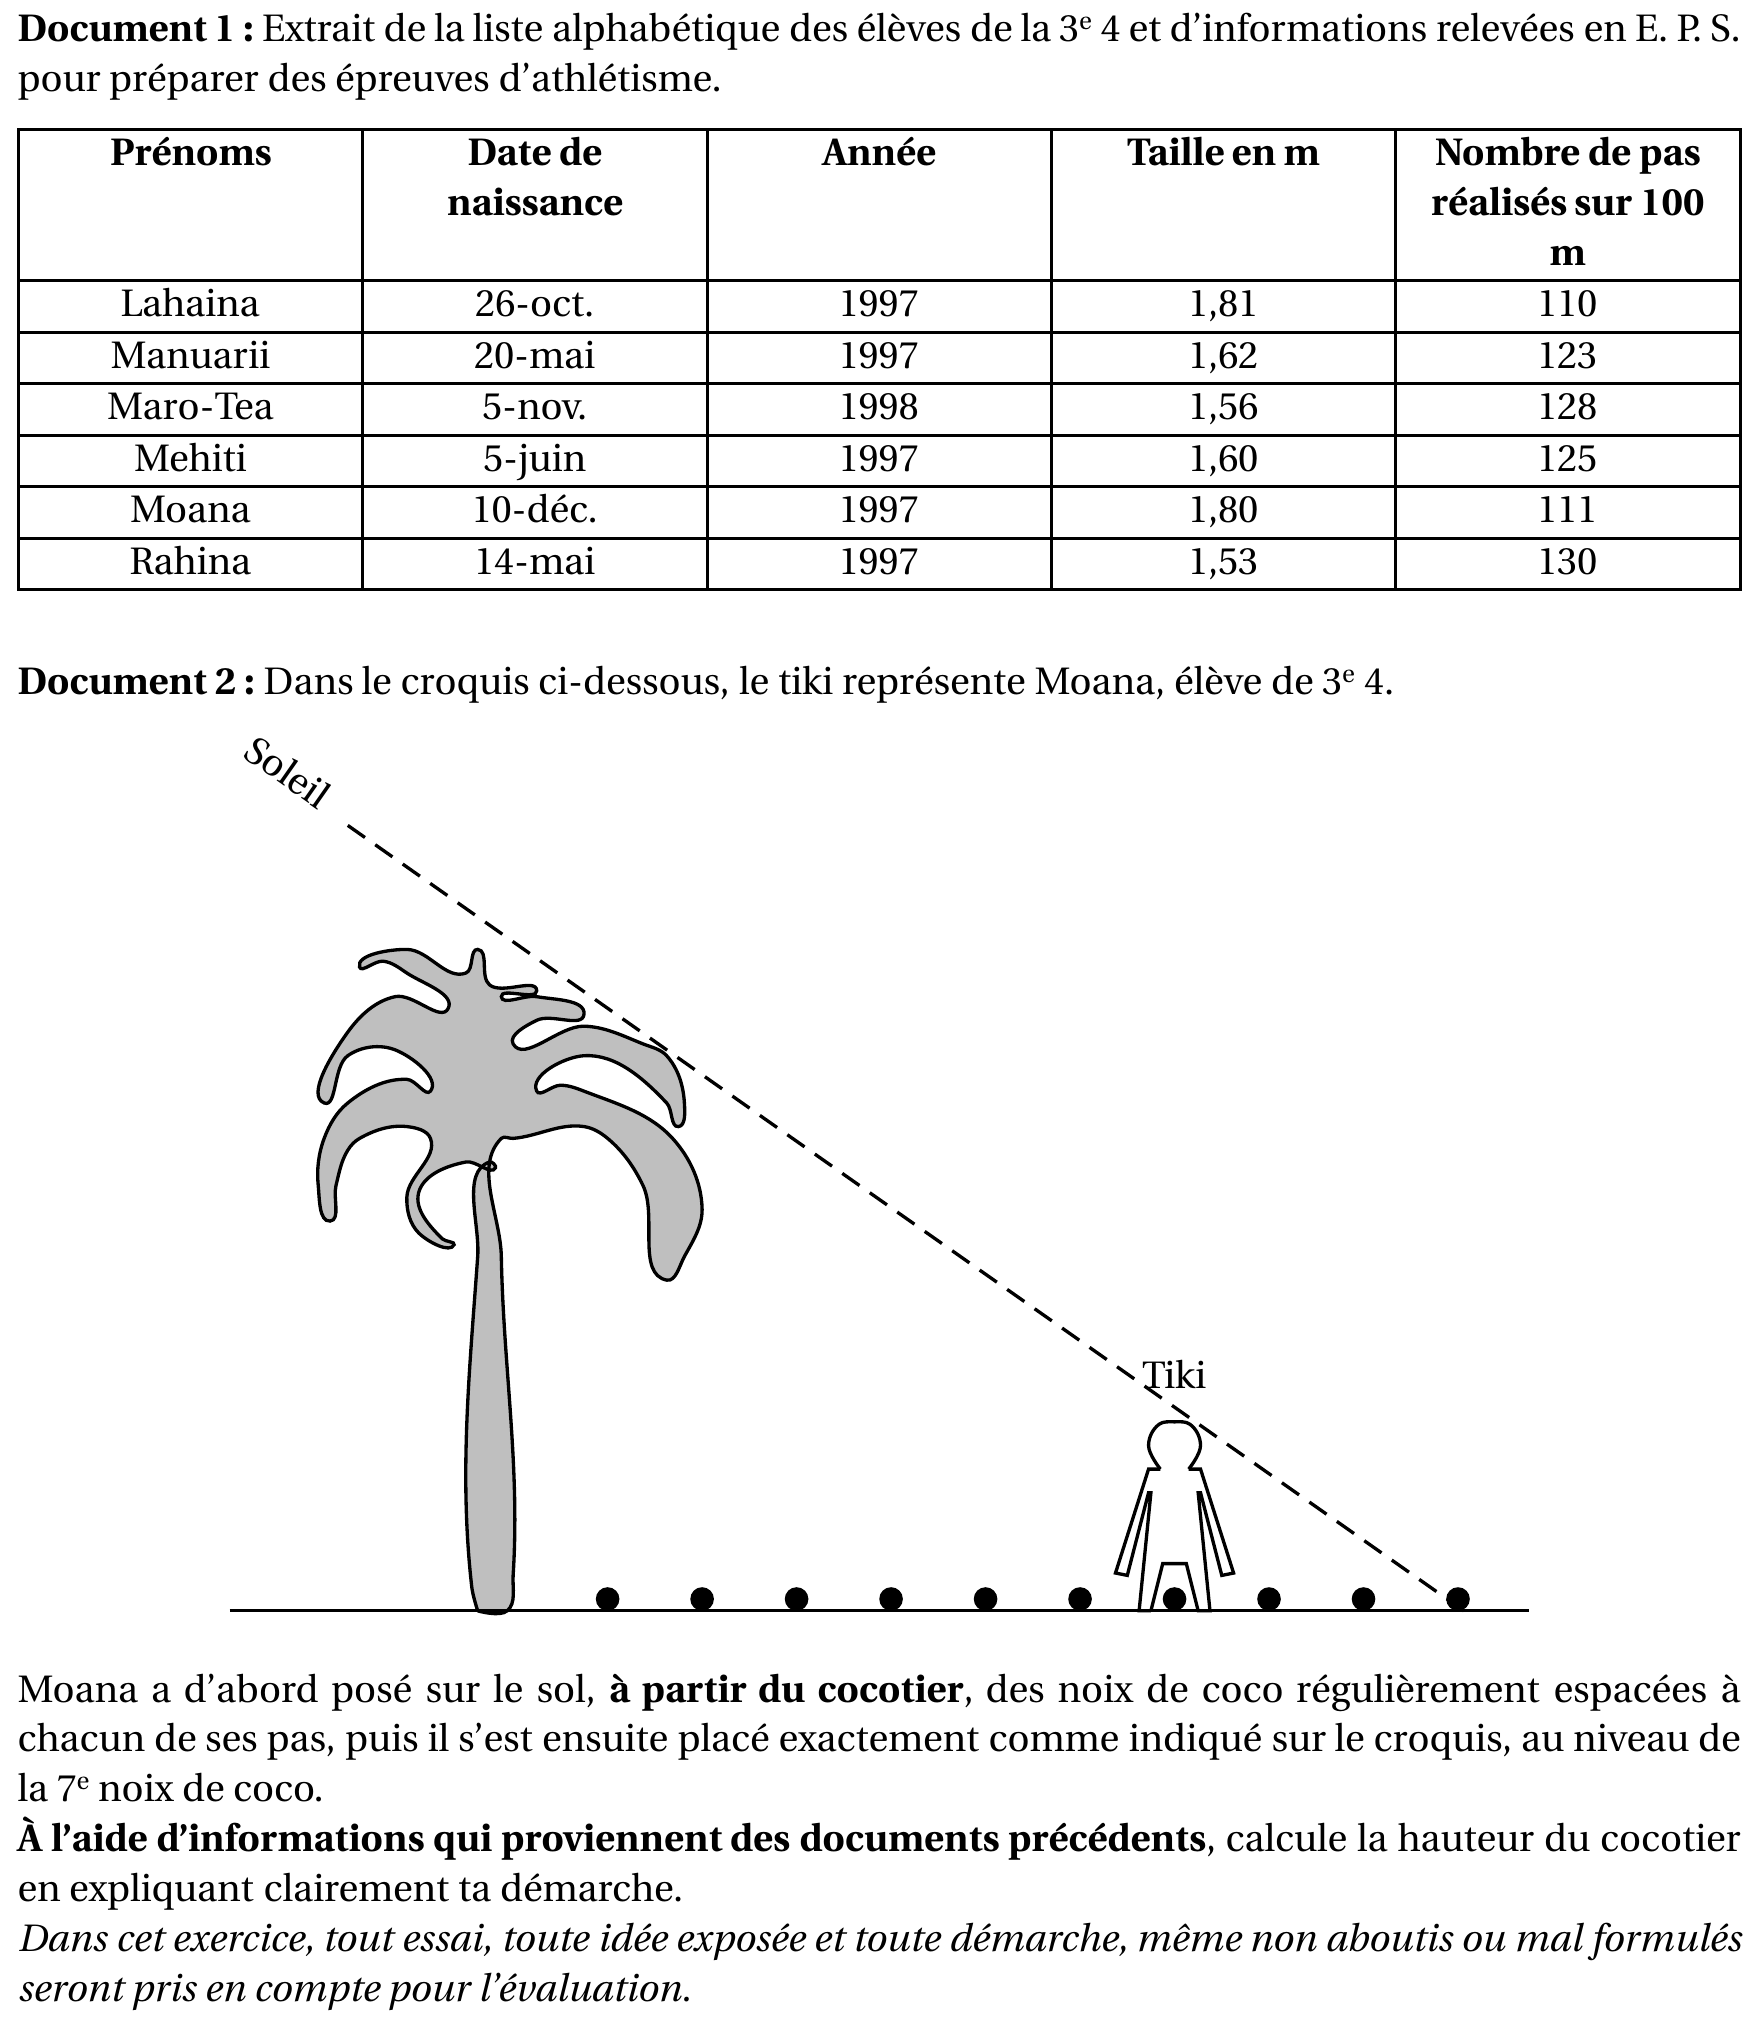 Document 1 : Extrait de la liste alphabétique des élèves de la 3ᵉ 4 et d’informations relevées en E. P. S.
pour préparer des épreuves d’athlétisme.
Prénoms Date de naissance Année Taille en m Nombre de pas réalisés sur 100 m
Lahaina 26-oct. 1997 1,81 110
Manuarii 20-mai 1997 1,62 123
Maro-Tea 5-nov. 1998 1,56 128
Mehiti 5-juin 1997 1,60 125
Moana 10-déc. 1997 1,80 111
Rahina 14-mai 1997 1,53 130
Document 2 : Dans le croquis ci-dessous, le tiki représente Moana, élève de 3ᵉ 4.
Soleil
Tiki
Moana a d’abord posé sur le sol, à partir du cocotier, des noix de coco régulièrement espacées à
chacun de ses pas, puis il s’est ensuite placé exactement comme indiqué sur le croquis, au niveau de
la 7ᵉ noix de coco.
À l’aide d’informations qui proviennent des documents précédents, calcule la hauteur du cocotier
en expliquant clairement ta démarche.
Dans cet exercice, tout essai, toute idée exposée et toute démarche, même non aboutis ou mal formulés
seront pris en compte pour l’évaluation.